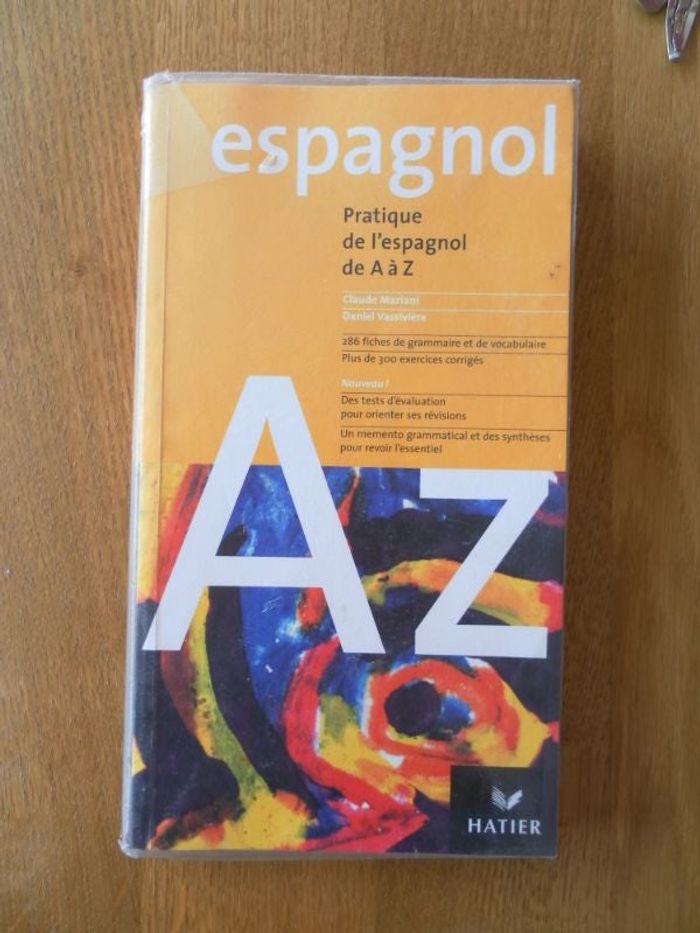 espagnol
Pratique
de l'espagnol
de A à Z
Claude Mariani
Daniel Vassivière
286 fiches de grammaire et de vocabulaire
Plus de 300 exercices corrigés
Nouveau !
Des tests d'évaluation
pour orienter ses révisions
Un memento grammatical et des synthèses
pour revoir l'essentiel
A Z
HATIER